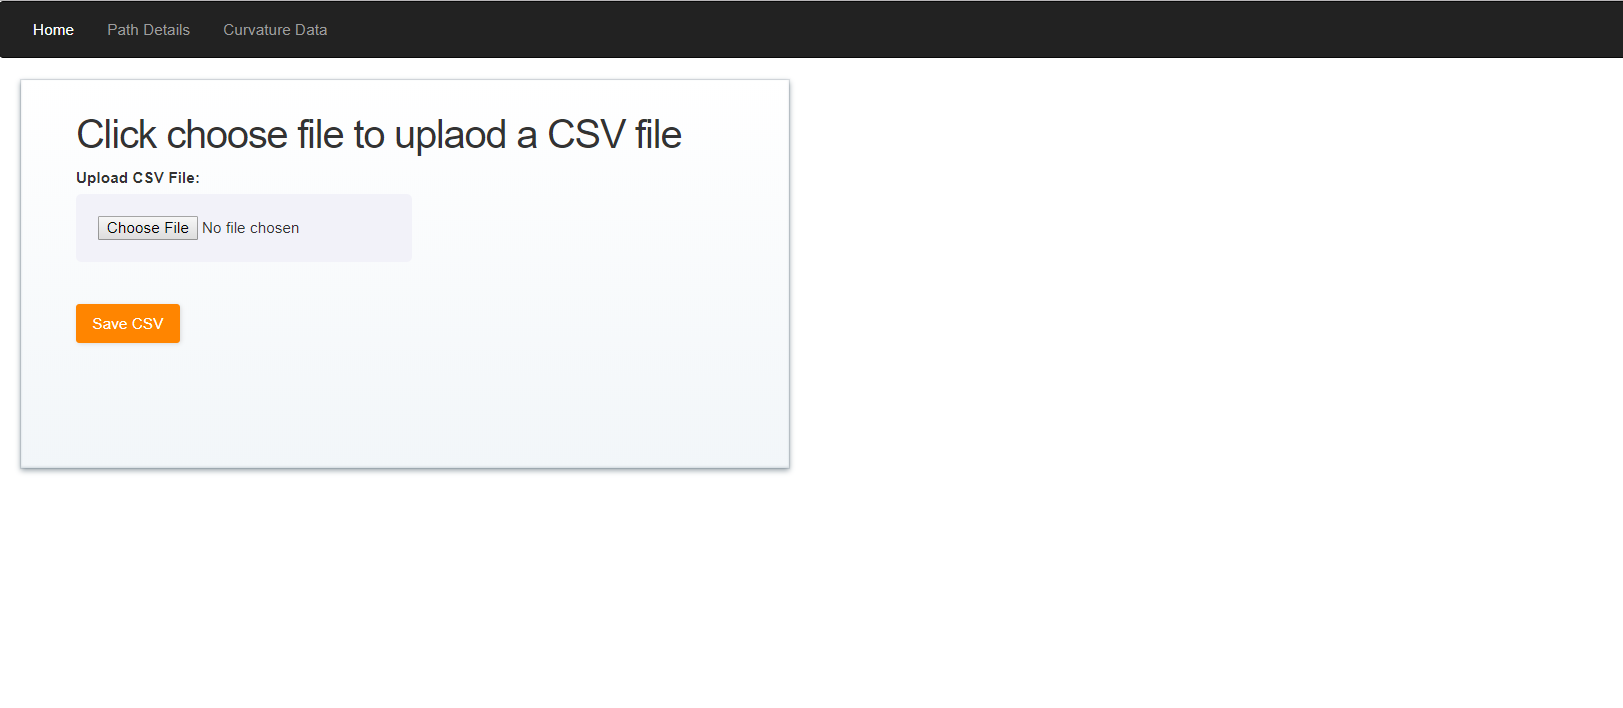 Home Path Details Curvature Data
Click choose file to uplaod a CSV file
Upload CSV File:
Choose File No file chosen
Save CSV